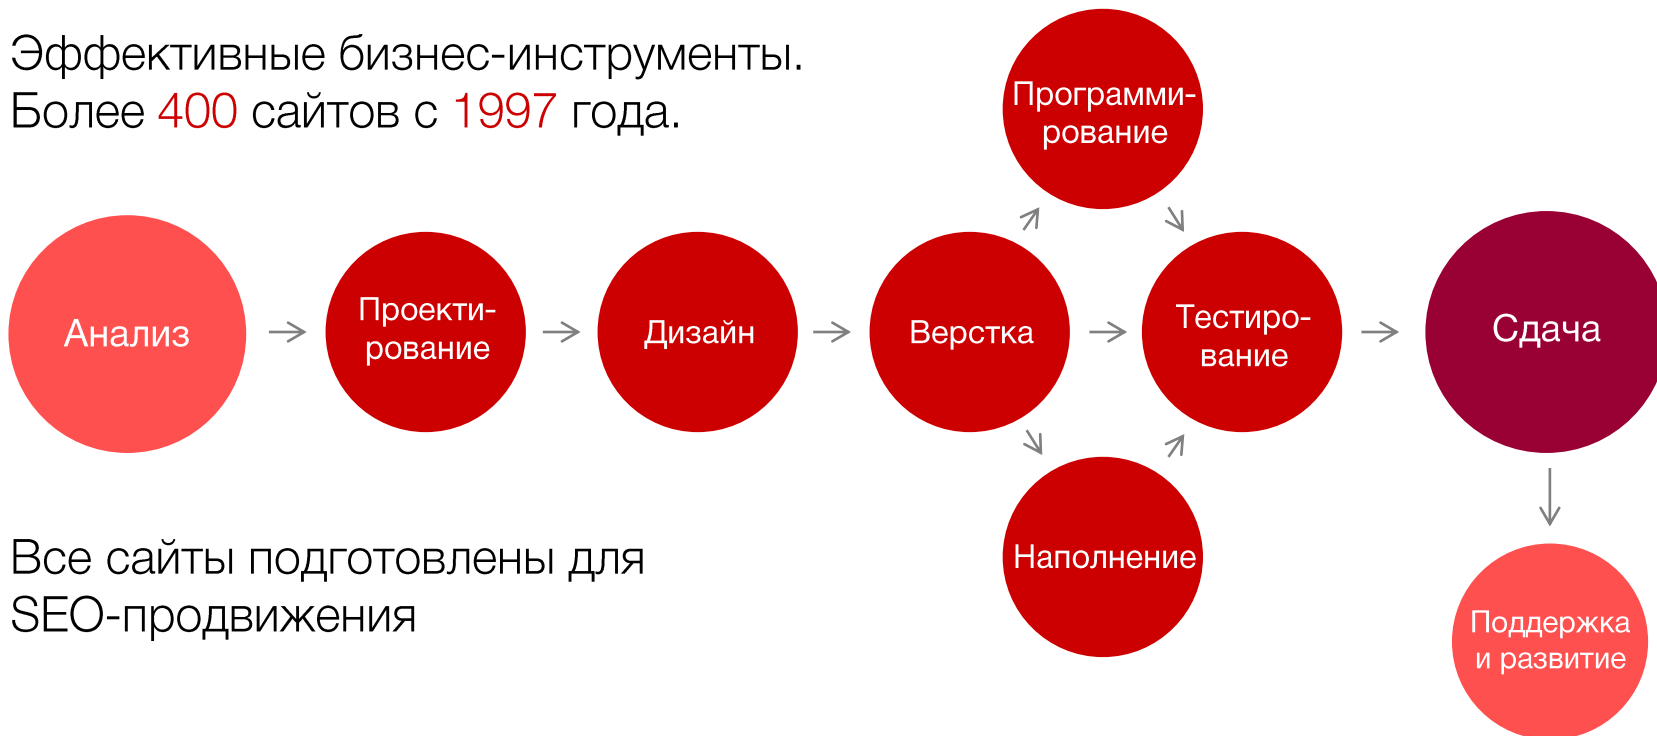 Эффективные бизнес-инструменты.
Более 400 сайтов с 1997 года.
Анализ
Проекти-
рование
Дизайн
Верстка
Программи-
рование
Наполнение
Тестиро-
вание
Сдача
Поддержка
и развитие
Все сайты подготовлены для
SEO-продвижения